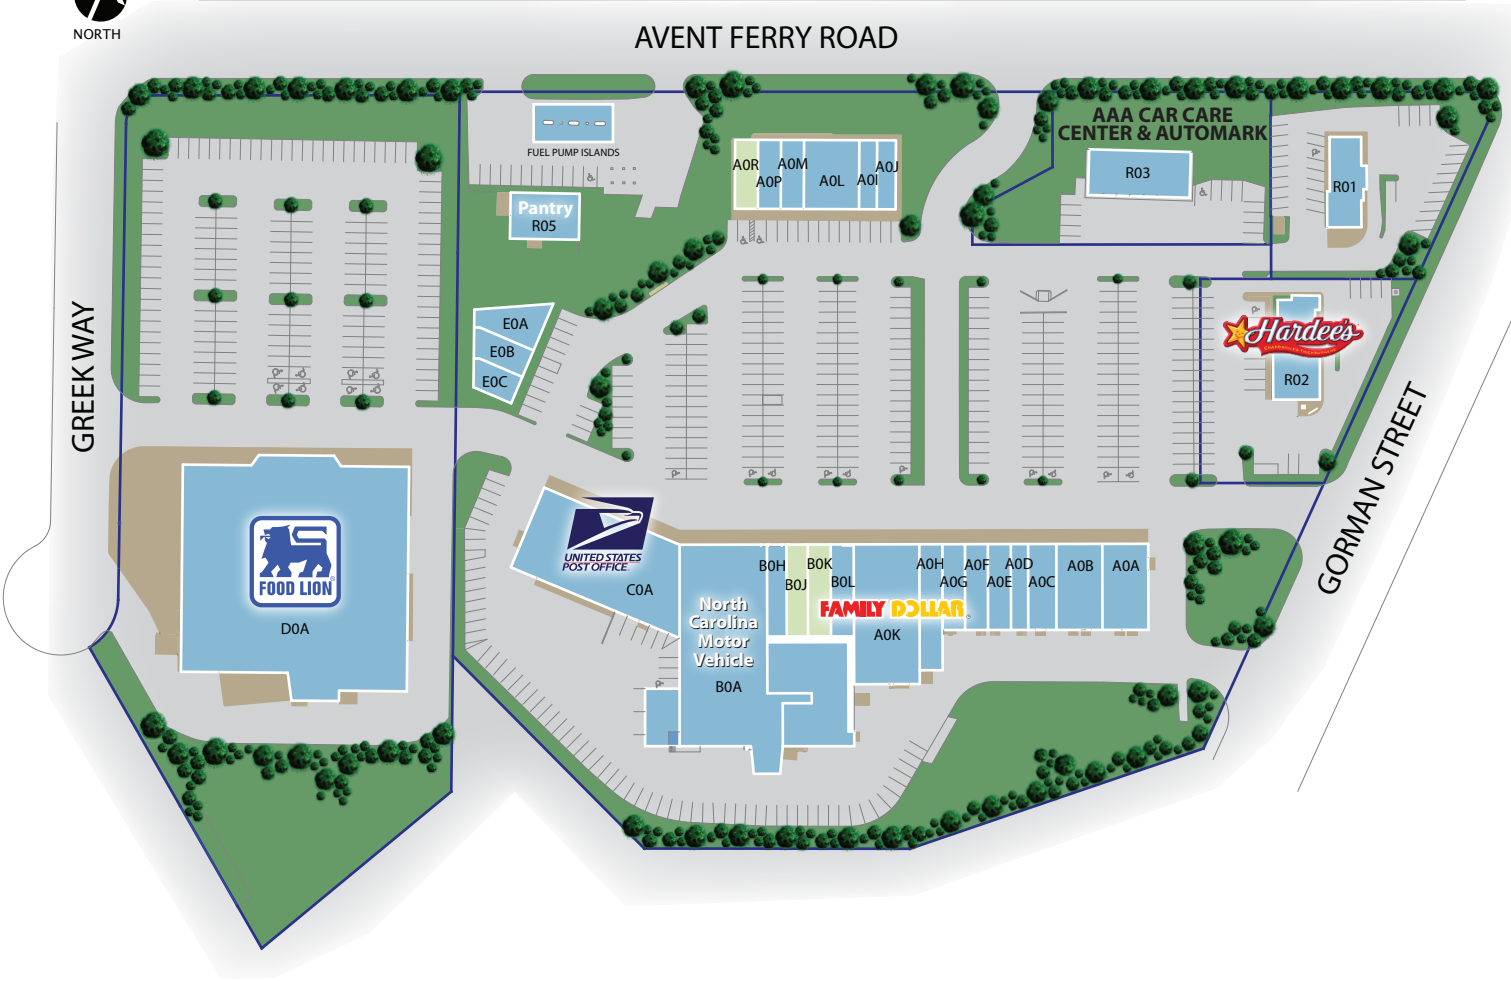 NORTH
AVENT FERRY ROAD
AAA CAR CARE
CENTER & AUTOMARK
FUEL PUMP ISLANDS
A0R
A0P
A0M
A0L
A0I
A0J
R03
R01
Pantry
R05
GREEK WAY
E0A
E0B
E0C
Hardee's
R02
GORMAN STREET
FOOD LION
D0A
UNITED STATES
POST OFFICE
C0A
North
Carolina
Motor
Vehicle
B0A
B0H
B0J
B0K
B0L
FAMILY DOLLAR
A0K
A0H
A0G
A0F
A0E
A0D
A0C
A0B
A0A